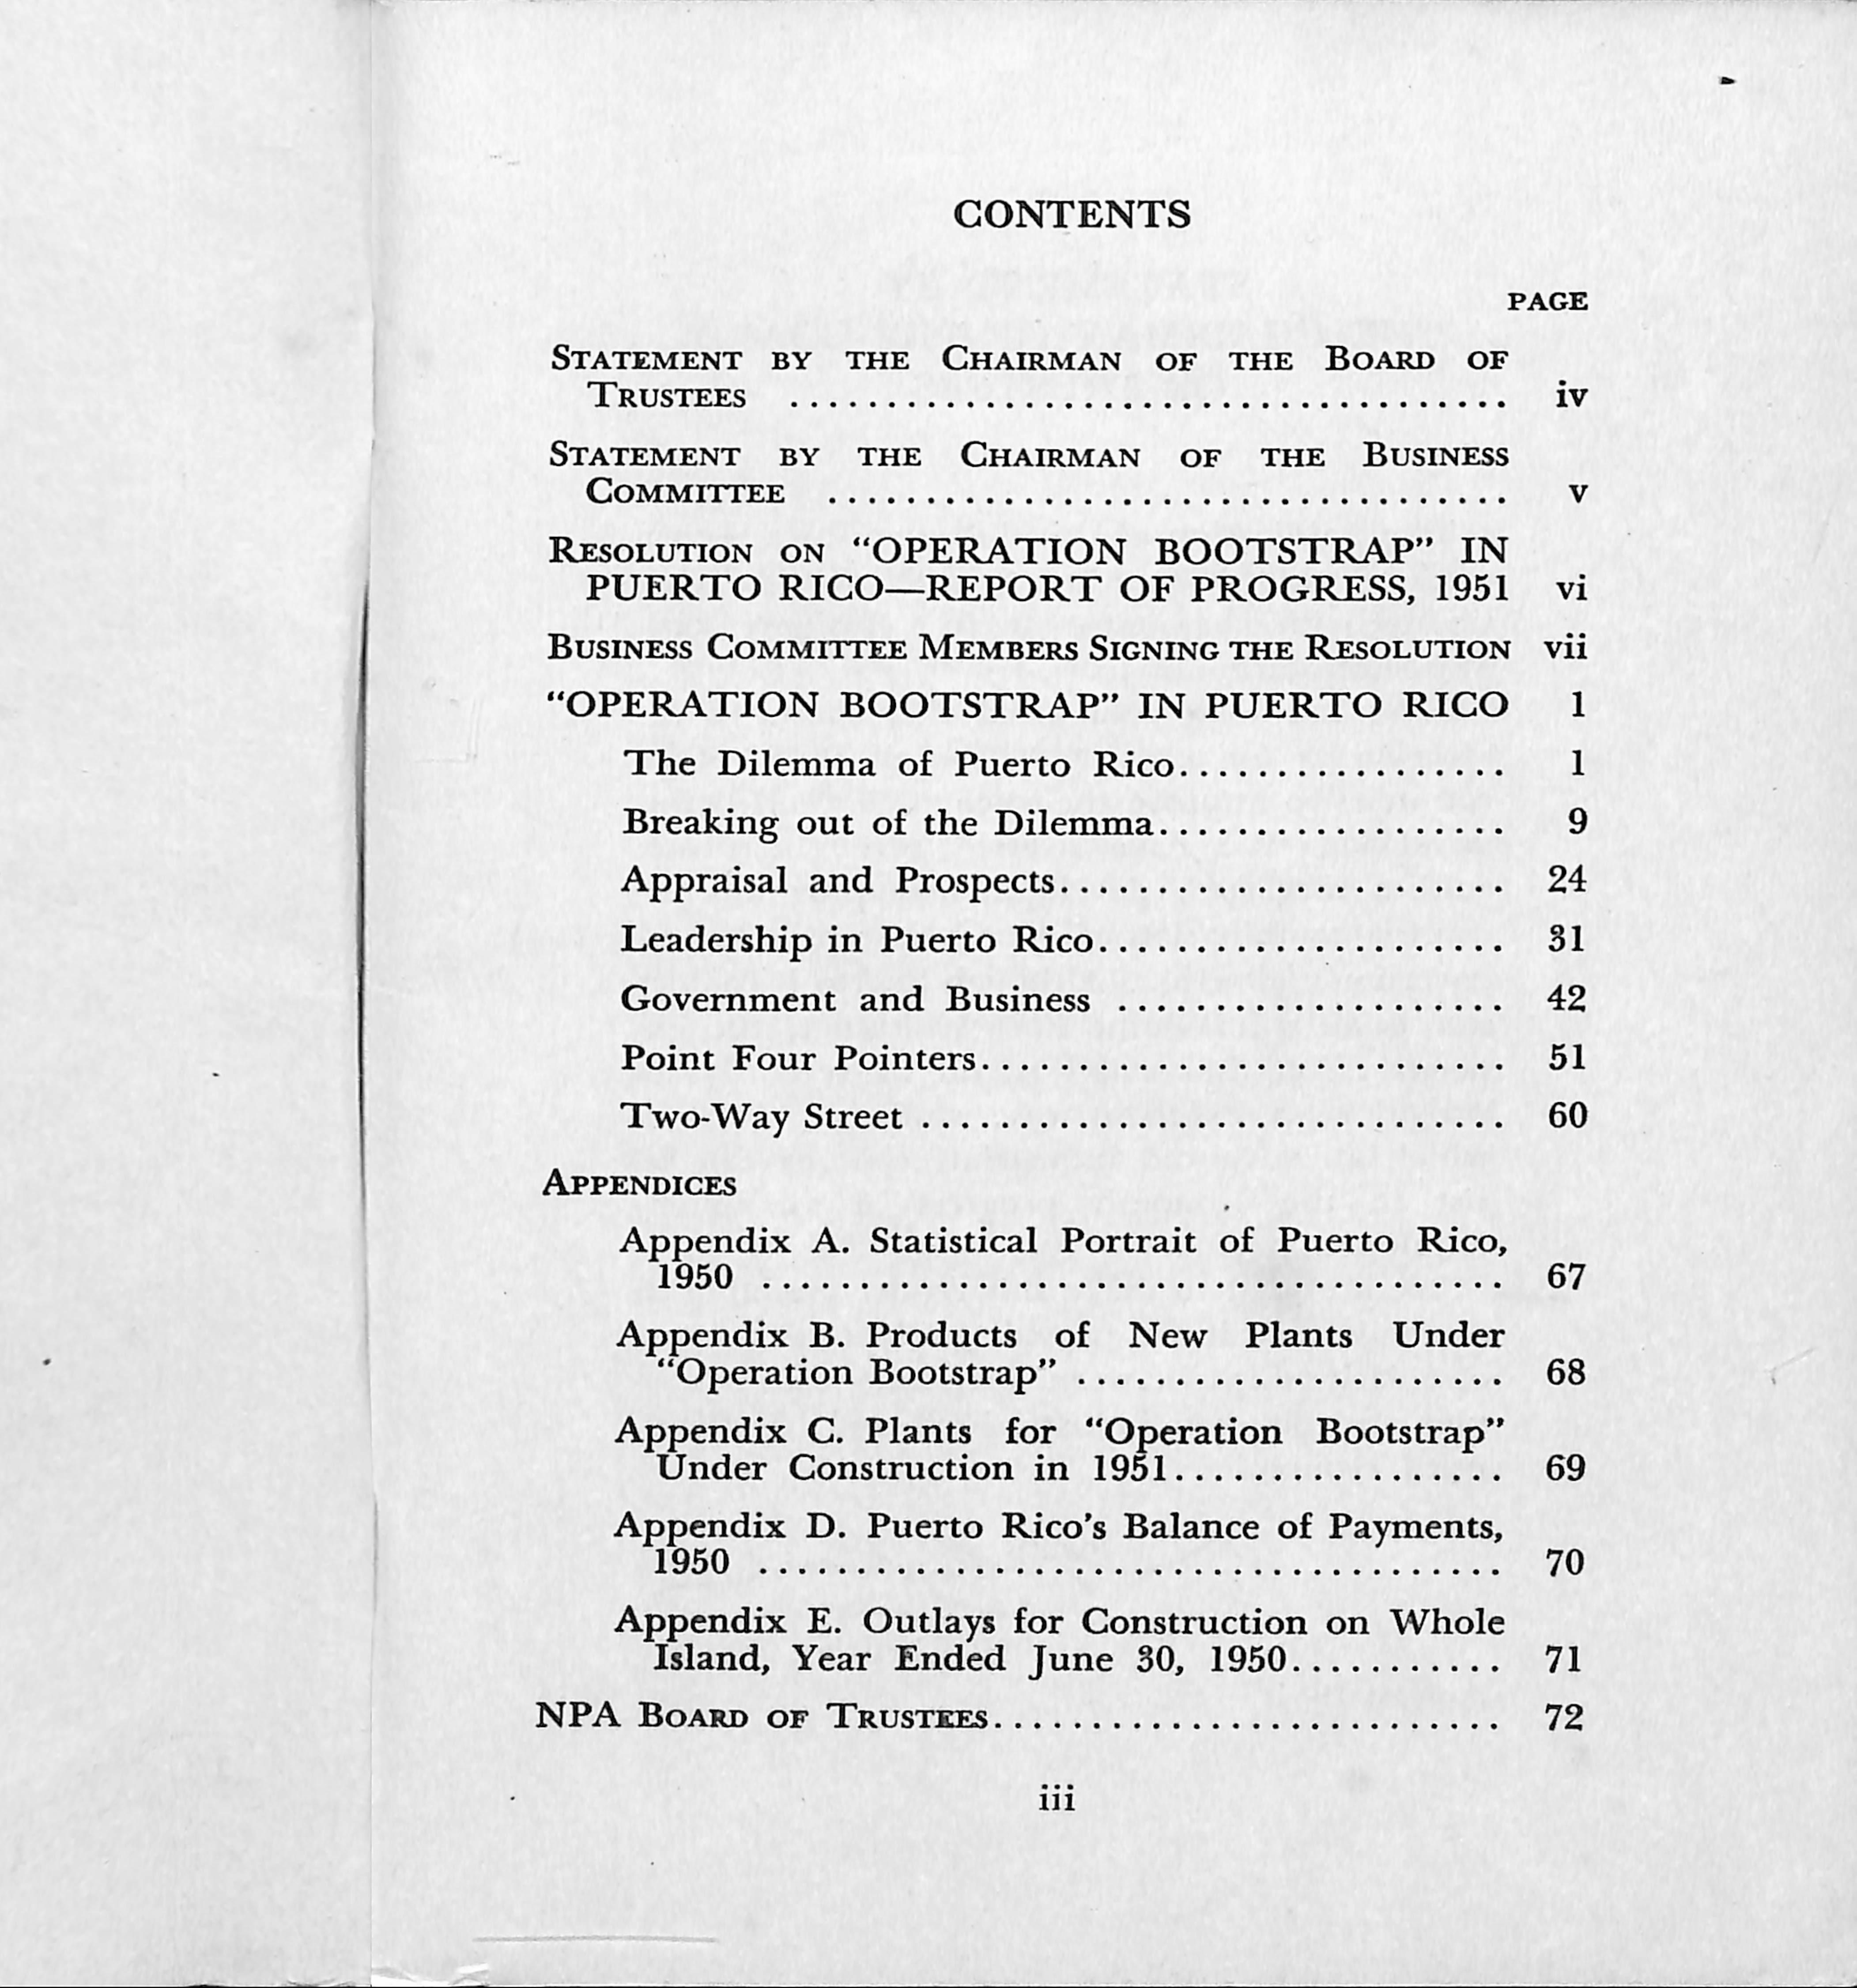 CONTENTS
PAGE
STATEMENT BY THE CHAIRMAN OF THE BOARD OF
TRUSTEES ..................................... iv
STATEMENT BY THE CHAIRMAN OF THE BUSINESS
COMMITTEE ................................... v
RESOLUTION ON “OPERATION BOOTSTRAP” IN
PUERTO RICO—REPORT OF PROGRESS, 1951 vi
BUSINESS COMMITTEE MEMBERS SIGNING THE RESOLUTION vii
“OPERATION BOOTSTRAP” IN PUERTO RICO 1
The Dilemma of Puerto Rico................. 1
Breaking out of the Dilemma.................. 9
Appraisal and Prospects....................... 24
Leadership in Puerto Rico..................... 31
Government and Business .................... 42
Point Four Pointers........................... 51
Two-Way Street .............................. 60
APPENDICES
Appendix A. Statistical Portrait of Puerto Rico,
1950 ...................................... 67
Appendix B. Products of New Plants Under
“Operation Bootstrap” ...................... 68
Appendix C. Plants for “Operation Bootstrap”
Under Construction in 1951................. 69
Appendix D. Puerto Rico’s Balance of Payments,
1950 ...................................... 70
Appendix E. Outlays for Construction on Whole
Island, Year Ended June 30, 1950........... 71
NPA BOARD OF TRUSTEES.......................... 72
iii